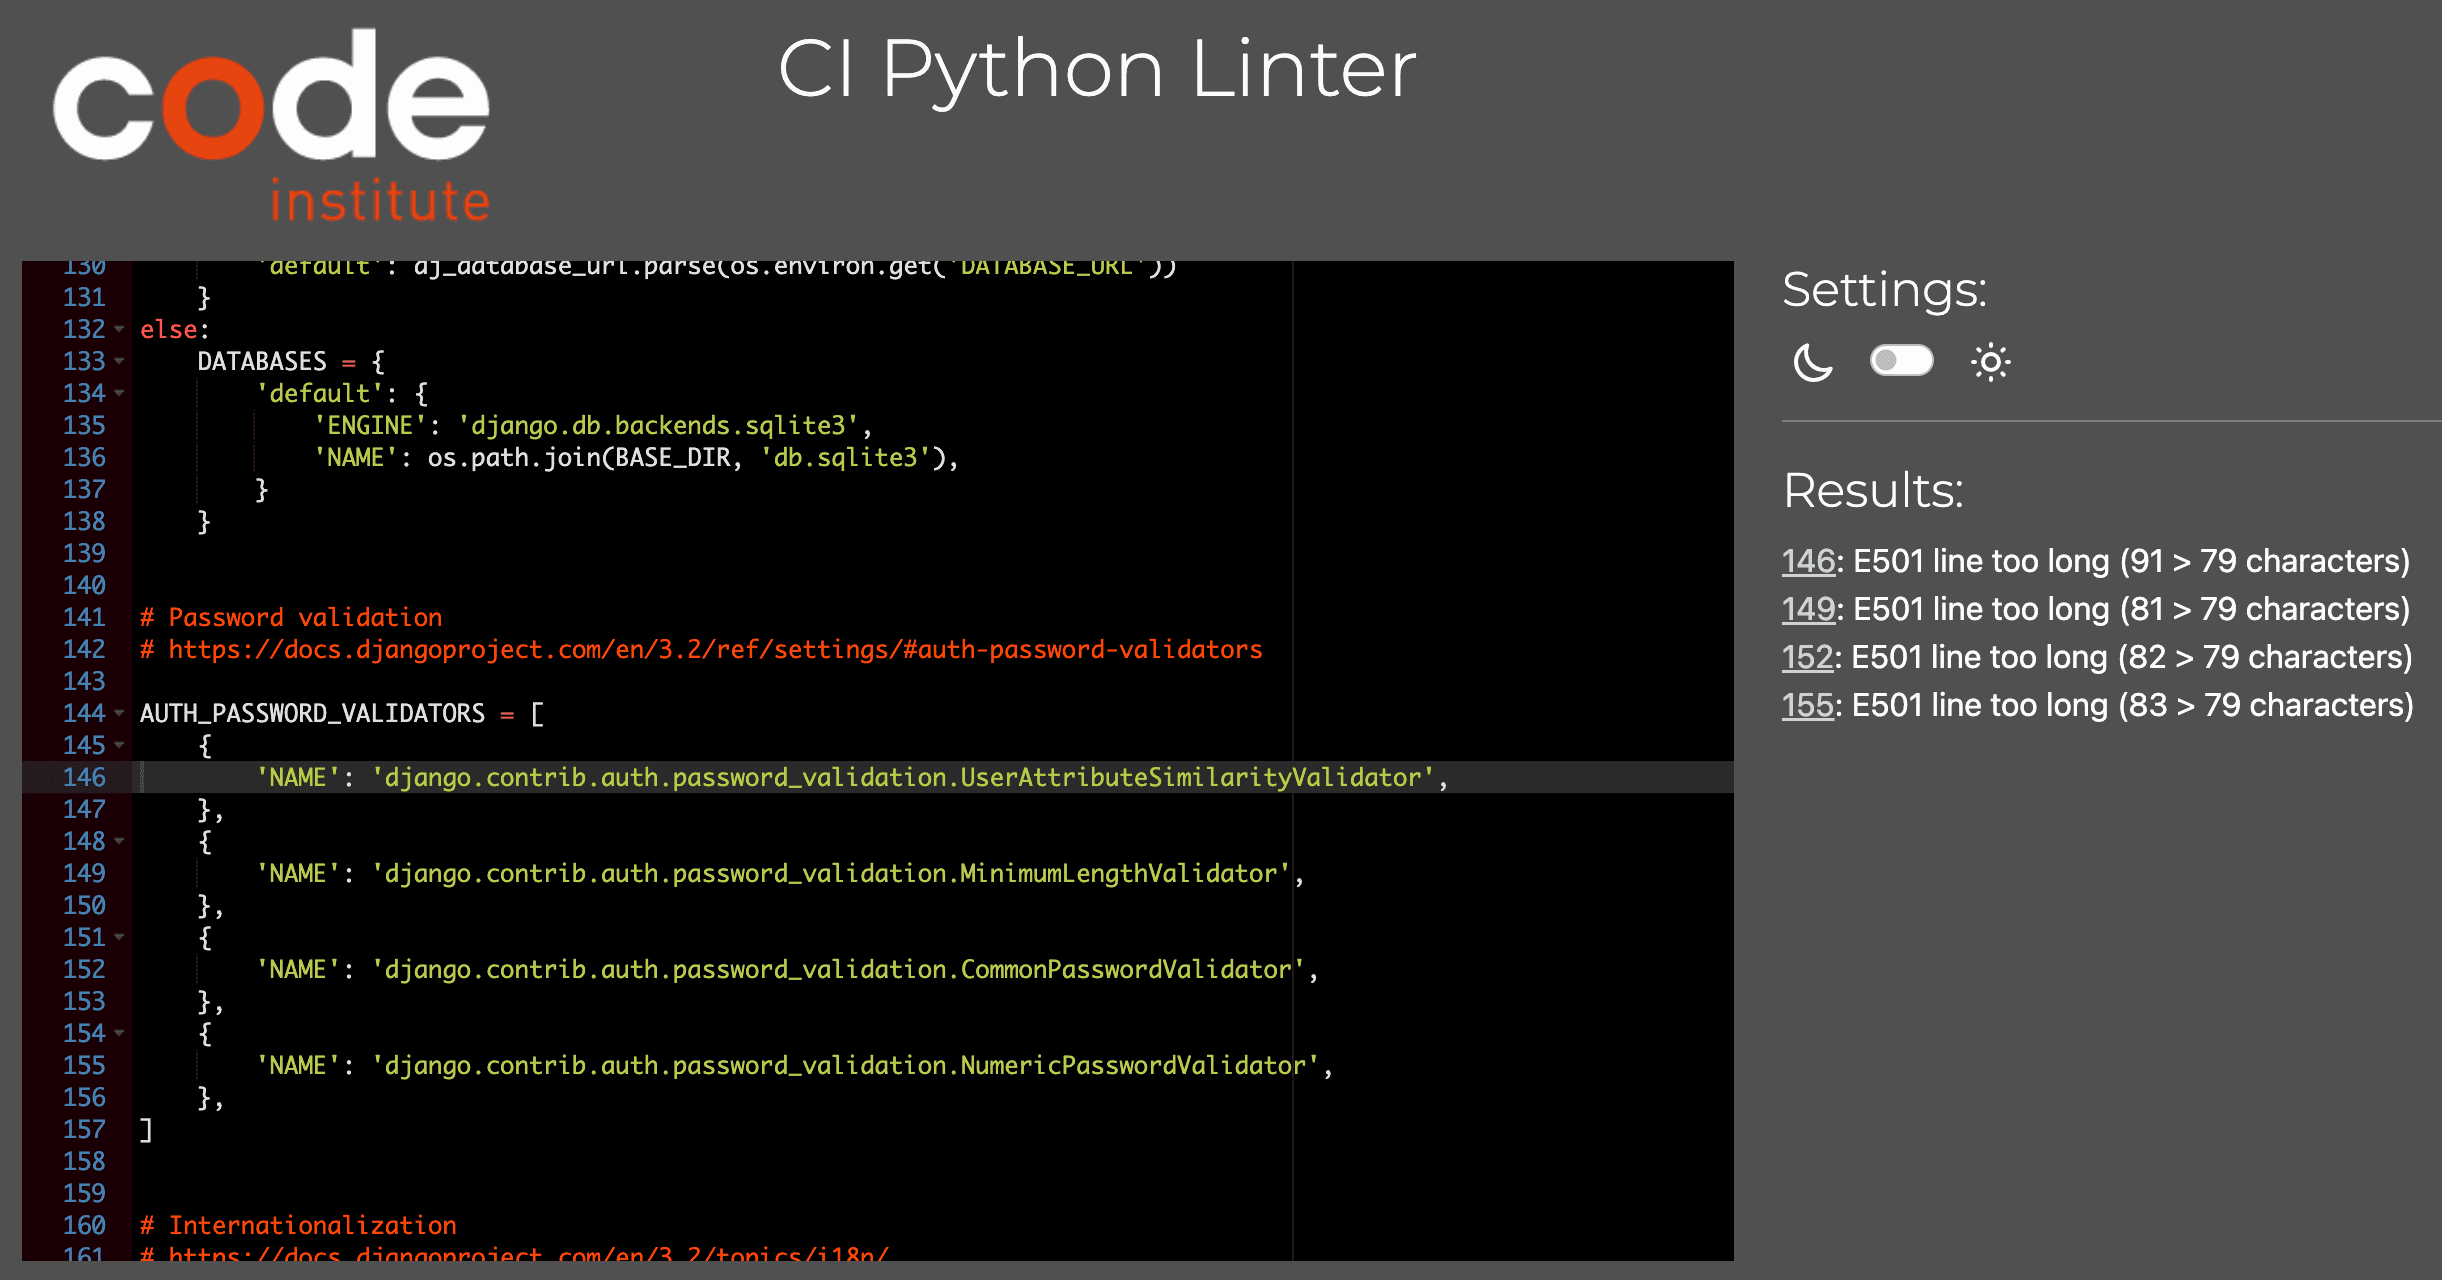 code
institute
CI Python Linter
130 'default': dj_database_url.parse(os.environ.get('DATABASE_URL'))
131     }
132 else:
133     DATABASES = {
134         'default': {
135             'ENGINE': 'django.db.backends.sqlite3',
136             'NAME': os.path.join(BASE_DIR, 'db.sqlite3'),
137         }
138     }
139
140
141 # Password validation
142 # https://docs.djangoproject.com/en/3.2/ref/settings/#auth-password-validators
143
144 AUTH_PASSWORD_VALIDATORS = [
145     {
146         'NAME': 'django.contrib.auth.password_validation.UserAttributeSimilarityValidator',
147     },
148     {
149         'NAME': 'django.contrib.auth.password_validation.MinimumLengthValidator',
150     },
151     {
152         'NAME': 'django.contrib.auth.password_validation.CommonPasswordValidator',
153     },
154     {
155         'NAME': 'django.contrib.auth.password_validation.NumericPasswordValidator',
156     },
157 ]
158
159
160 # Internationalization
161 # https://docs.djangoproject.com/en/3.2/topics/i18n/
Settings:
Results:
146: E501 line too long (91 > 79 characters)
149: E501 line too long (81 > 79 characters)
152: E501 line too long (82 > 79 characters)
155: E501 line too long (83 > 79 characters)